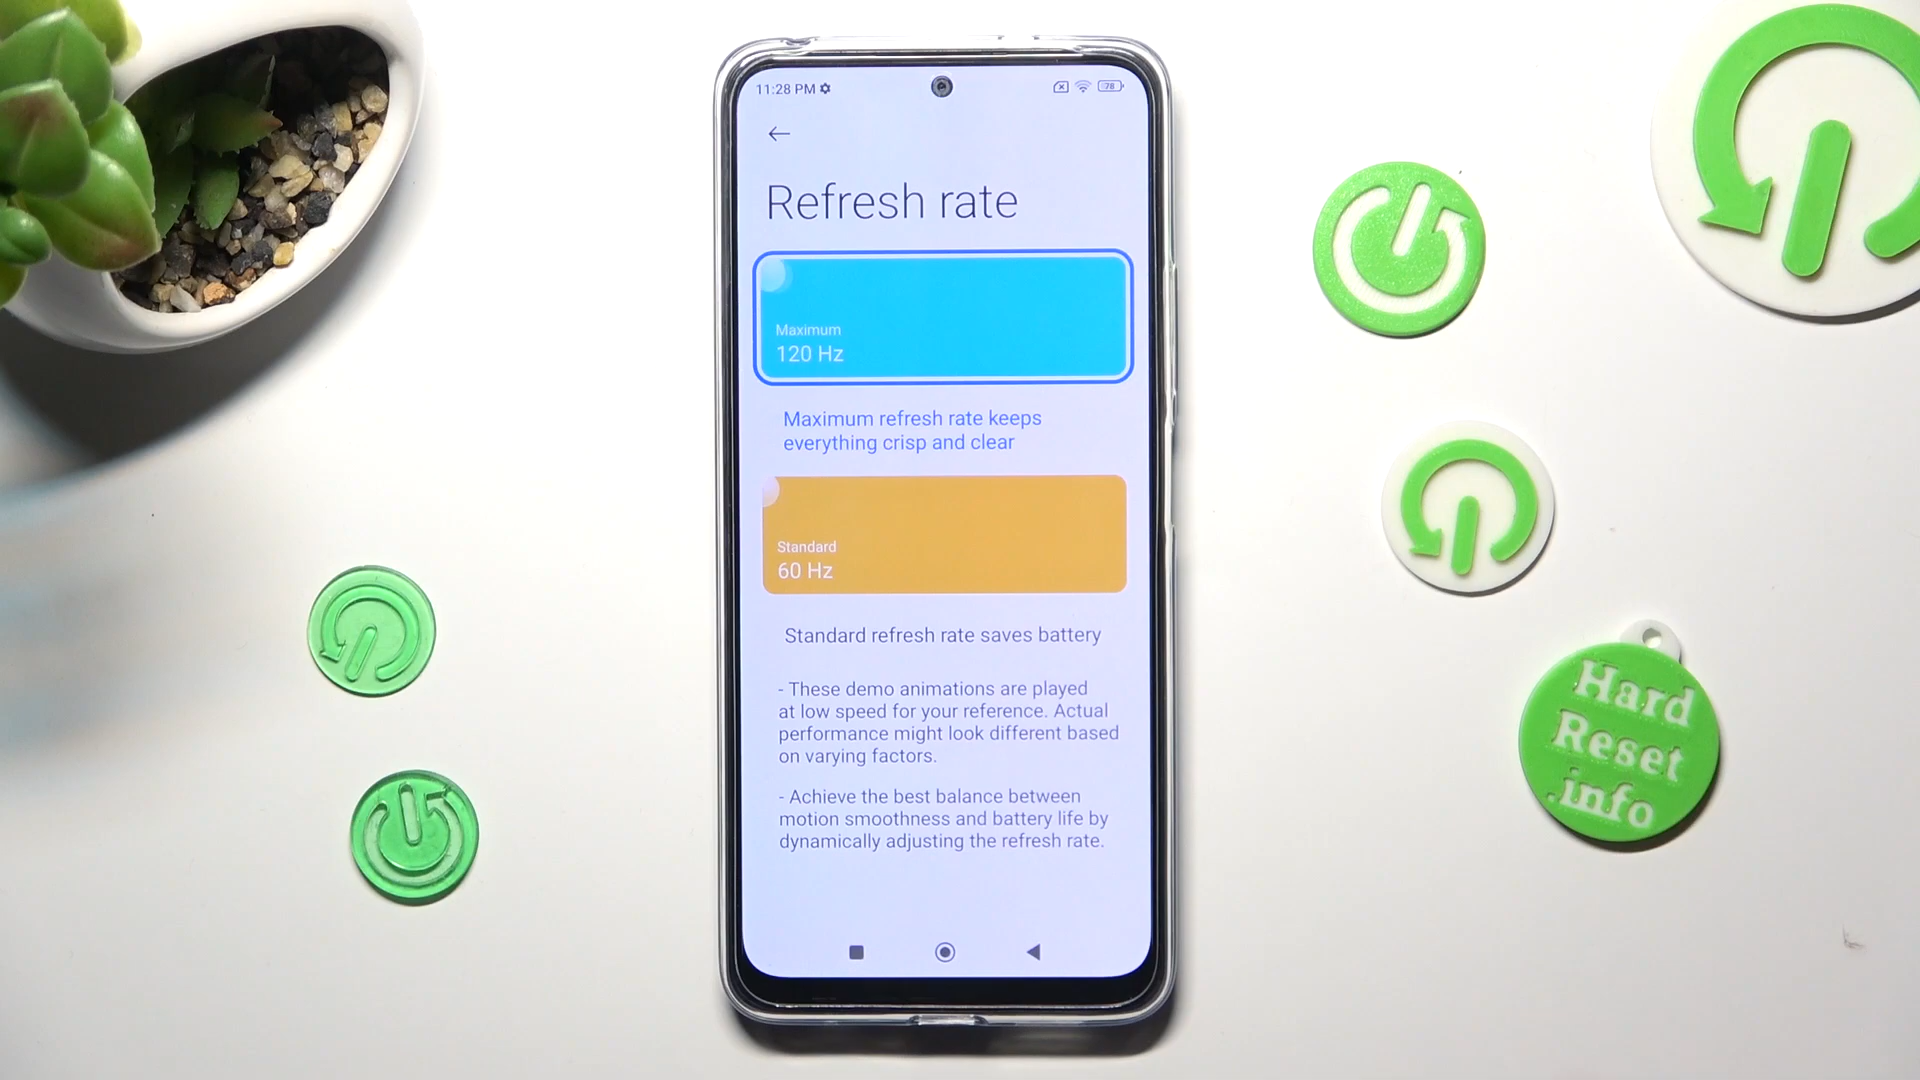 11:28 PM
78
Refresh rate
Maximum
120 Hz
Maximum refresh rate keeps
everything crisp and clear
Standard
60 Hz
Standard refresh rate saves battery
- These demo animations are played
at low speed for your reference. Actual
performance might look different based
on varying factors.
- Achieve the best balance between
motion smoothness and battery life by
dynamically adjusting the refresh rate.
Hard
Reset
.info